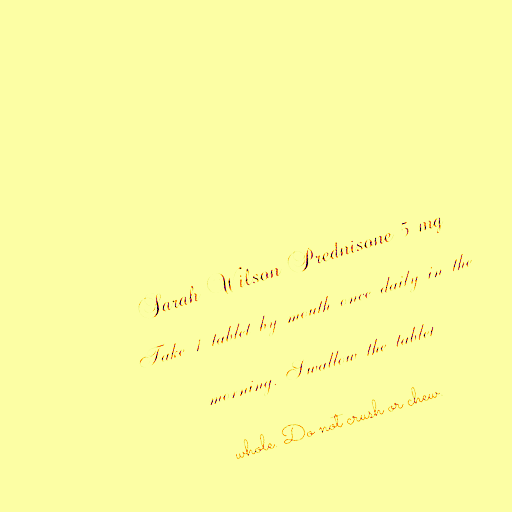 Sarah Wilson Prednisone 5 mg
Take 1 tablet by mouth once daily in the
morning. Swallow the tablet
whole. Do not crush or chew